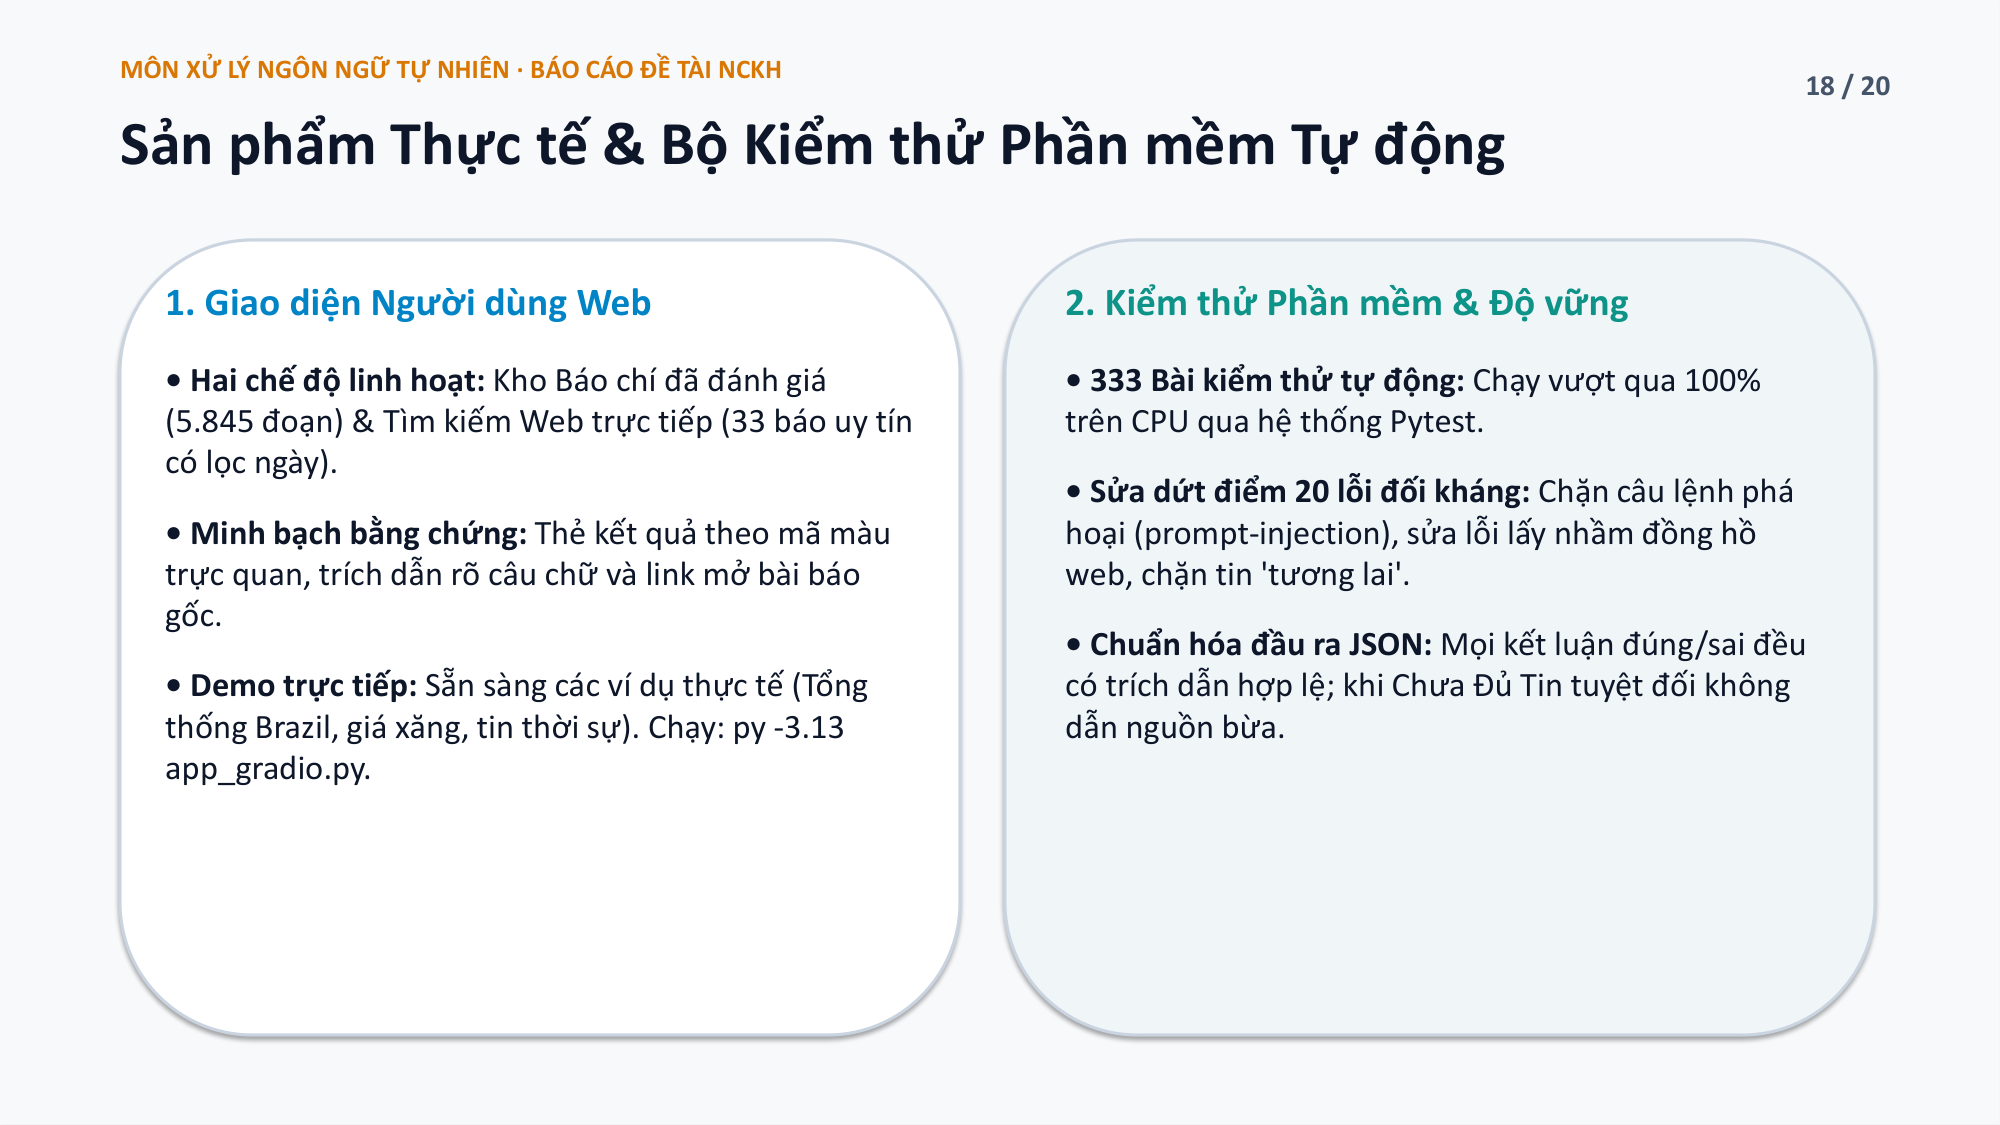 MÔN XỬ LÝ NGÔN NGỮ TỰ NHIÊN · BÁO CÁO ĐỀ TÀI NCKH
18 / 20
Sản phẩm Thực tế & Bộ Kiểm thử Phần mềm Tự động
1. Giao diện Người dùng Web
• Hai chế độ linh hoạt: Kho Báo chí đã đánh giá
(5.845 đoạn) & Tìm kiếm Web trực tiếp (33 báo uy tín
có lọc ngày).
• Minh bạch bằng chứng: Thẻ kết quả theo mã màu
trực quan, trích dẫn rõ câu chữ và link mở bài báo
gốc.
• Demo trực tiếp: Sẵn sàng các ví dụ thực tế (Tổng
thống Brazil, giá xăng, tin thời sự). Chạy: py -3.13
app_gradio.py.
2. Kiểm thử Phần mềm & Độ vững
• 333 Bài kiểm thử tự động: Chạy vượt qua 100%
trên CPU qua hệ thống Pytest.
• Sửa dứt điểm 20 lỗi đối kháng: Chặn câu lệnh phá
hoại (prompt-injection), sửa lỗi lấy nhầm đồng hồ
web, chặn tin 'tương lai'.
• Chuẩn hóa đầu ra JSON: Mọi kết luận đúng/sai đều
có trích dẫn hợp lệ; khi Chưa Đủ Tin tuyệt đối không
dẫn nguồn bừa.